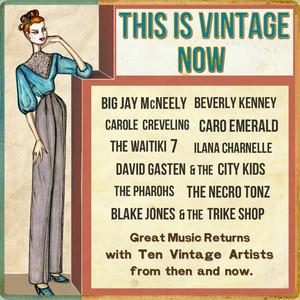 THIS IS VINTAGE
NOW
BIG JAY McNEELY BEVERLY KENNEY
CAROLE CREVELING CARO EMERALD
THE WAITIKI 7 ILANA CHARNELLE
DAVID GASTEN & THE CITY KIDS
THE PHAROHS THE NECRO TONZ
BLAKE JONES & THE TRIKE SHOP
Great Music Returns
with Ten Vintage Artists
from then and now.